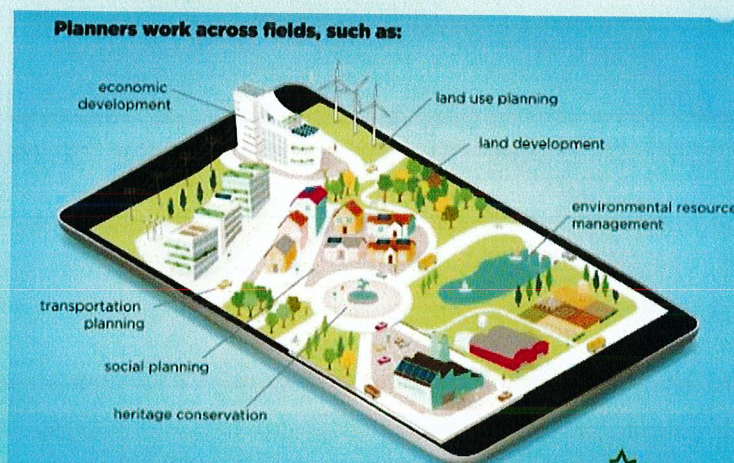 Planners work across fields, such as:
economic
development
land use planning
land development
environmental resource
management
transportation
planning
social planning
heritage conservation